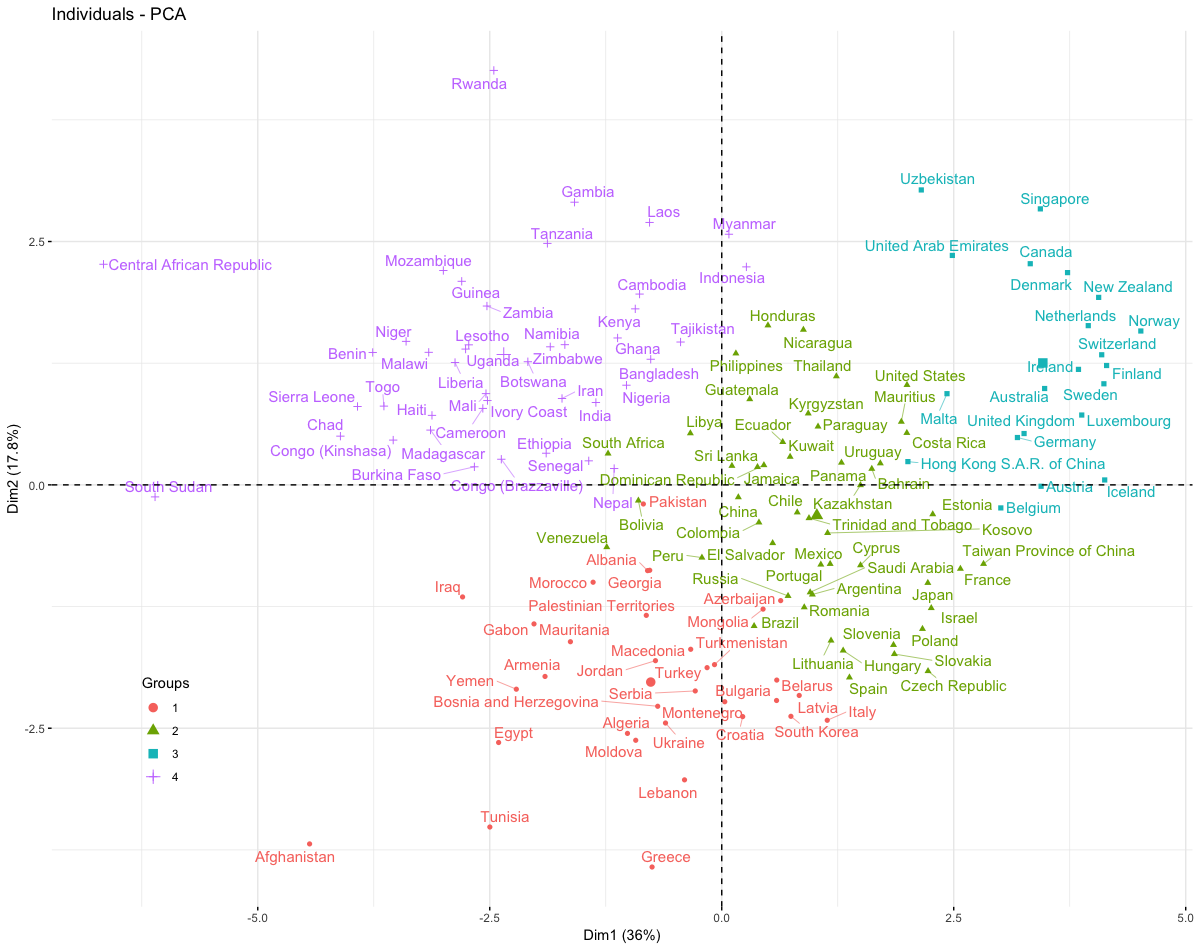 Individuals - PCA
Rwanda
Uzbekistan
Gambia
Singapore
Laos
Myanmar
Tanzania
United Arab Emirates
Canada
Mozambique
Central African Republic
Indonesia
Cambodia
Denmark
New Zealand
Guinea
Zambia
Honduras
Netherlands
Norway
Kenya
Tajikistan
Niger
Lesotho
Namibia
Nicaragua
Switzerland
Benin
Malawi
Uganda
Zimbabwe
Ghana
Philippines
Thailand
Ireland
Finland
Bangladesh
United States
Togo
Liberia
Botswana
Iran
Guatemala
Mauritius
Australia
Sweden
Sierra Leone
Haiti
Mali
Ivory Coast
India
Nigeria
Kyrgyzstan
Malta
United Kingdom
Luxembourg
Chad
Cameroon
Libya
Ecuador
Paraguay
Costa Rica
Germany
Congo (Kinshasa)
Madagascar
Ethiopia
South Africa
Kuwait
Uruguay
Sri Lanka
Senegal
Hong Kong S.A.R. of China
Burkina Faso
Congo (Brazzaville)
Dominican Republic
Jamaica
Panama
Bahrain
South Sudan
Austria
Iceland
Nepal
Pakistan
Chile
Kazakhstan
Estonia
Belgium
China
Bolivia
Trinidad and Tobago
Kosovo
Colombia
Venezuela
Peru
El Salvador
Mexico
Cyprus
Taiwan Province of China
Albania
Saudi Arabia
Portugal
France
Iraq
Morocco
Georgia
Russia
Argentina
Azerbaijan
Japan
Palestinian Territories
Romania
Israel
Gabon
Mauritania
Mongolia
Brazil
Slovenia
Poland
Turkmenistan
Macedonia
Armenia
Jordan
Turkey
Lithuania
Hungary
Slovakia
Yemen
Serbia
Bulgaria
Belarus
Spain
Czech Republic
Bosnia and Herzegovina
Montenegro
Latvia
Italy
Algeria
Egypt
Ukraine
Croatia
South Korea
Moldova
Lebanon
Tunisia
Afghanistan
Greece
Groups
1
2
3
4
2.5
0.0
-2.5
Dim2 (17.8%)
-5.0
-2.5
0.0
2.5
5.0
Dim1 (36%)